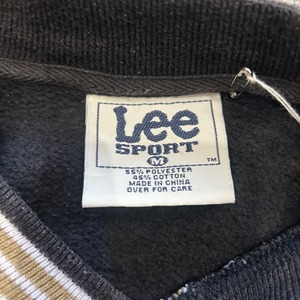 Lee
SPORT
M
™
55% POLYESTER
45% COTTON
MADE IN CHINA
OVER FOR CARE